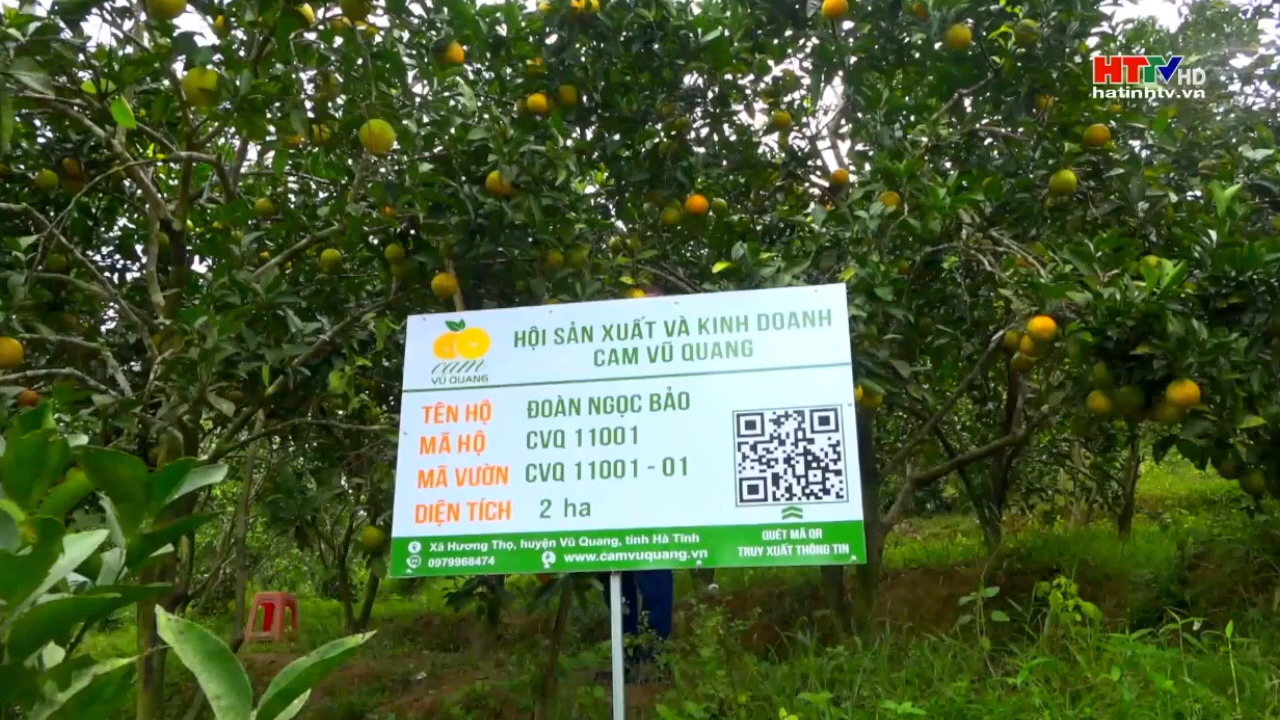 HTTV HD
hatinhtv.vn
HỘI SẢN XUẤT VÀ KINH DOANH
CAM VŨ QUANG
cam
VŨ QUANG
TÊN HỘ ĐOÀN NGỌC BẢO
MÃ HỘ CVQ 11001
MÃ VƯỜN CVQ 11001 - 01
DIỆN TÍCH 2 ha
Xã Hương Thọ, huyện Vũ Quang, tỉnh Hà Tĩnh
0979968474 www.camvuquang.vn
QUÉT MÃ QR
TRUY XUẤT THÔNG TIN